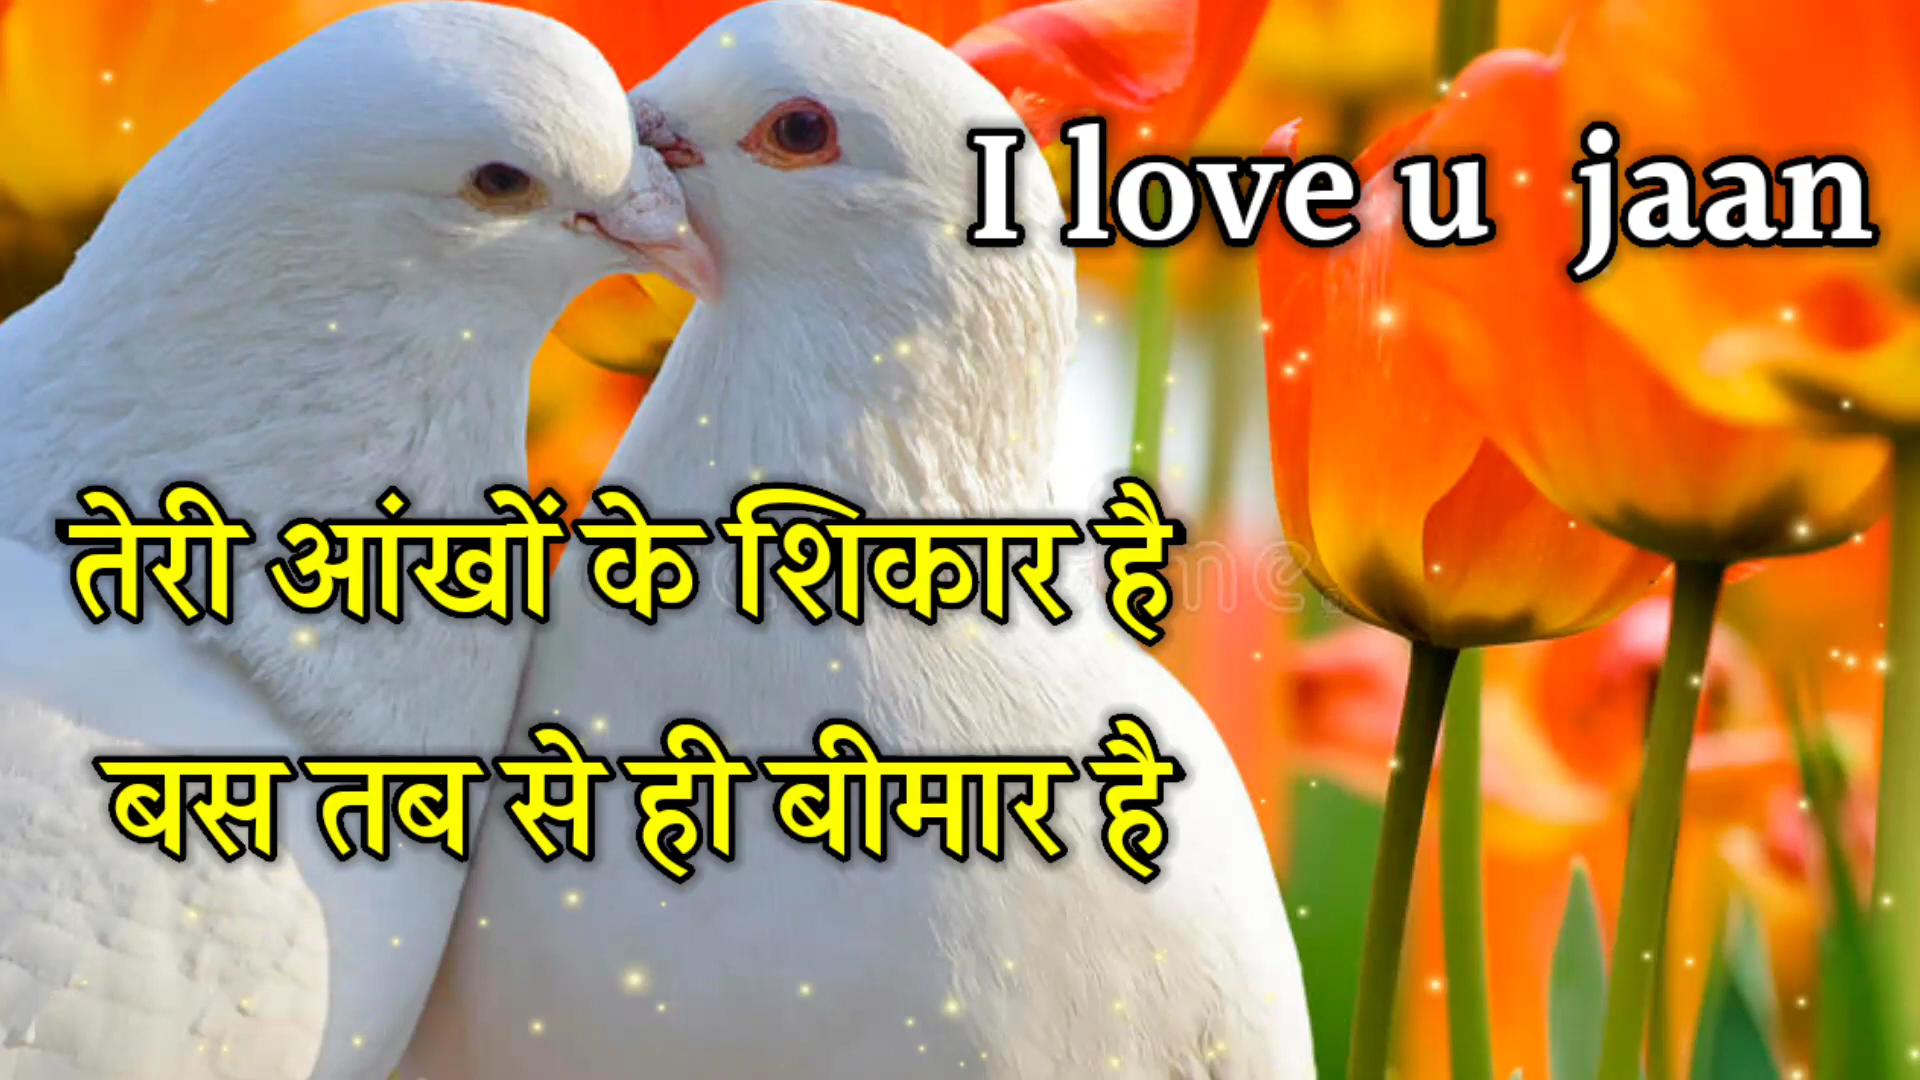 I love u jaan
तेरी आंखों के शिकार है
बस तब से ही बीमार है